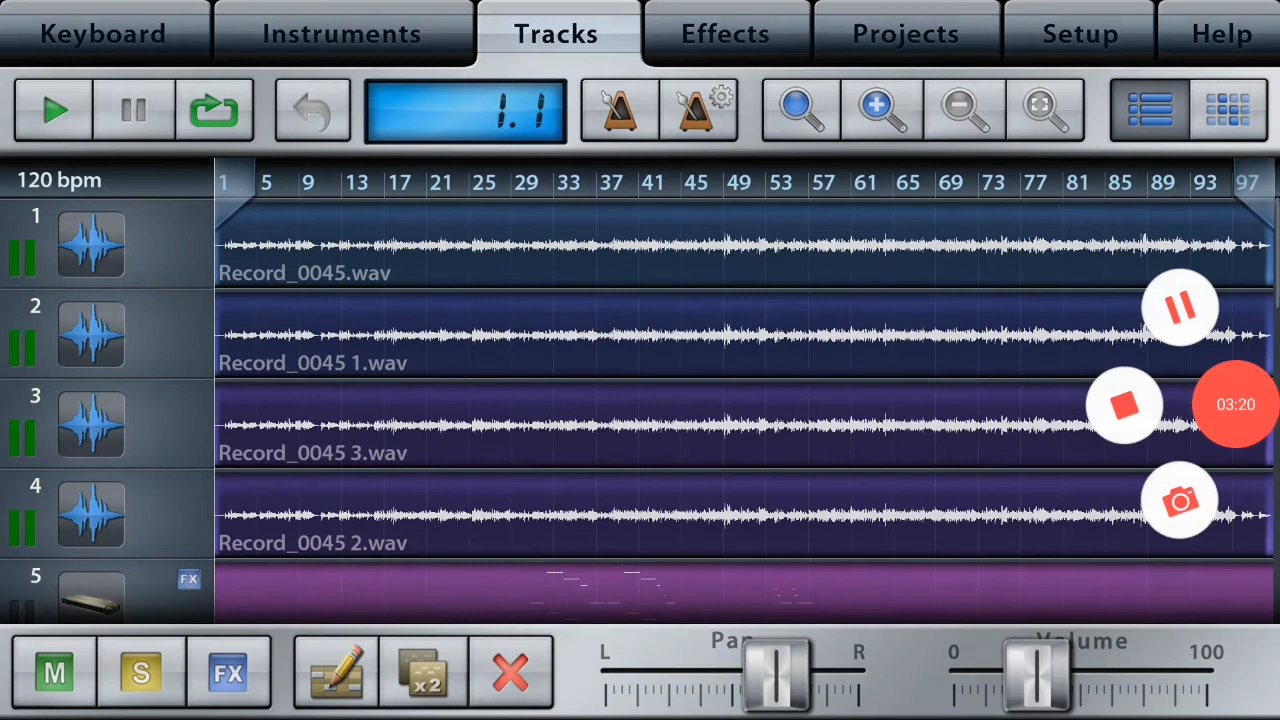 Keyboard Instruments Tracks Effects Projects Setup Help
1.1
120 bpm 1 5 9 13 17 21 25 29 33 37 41 45 49 53 57 61 65 69 73 77 81 85 89 93 97
1
Record_0045.wav
2
Record_0045 1.wav
3
03:20
Record_0045 3.wav
4
Record_0045 2.wav
5 FX
Pan Volume
L R 0 100
M S FX x2